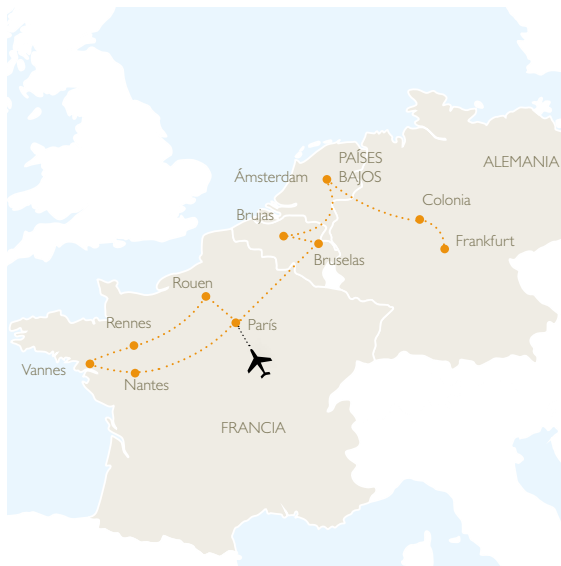 PAÍSES
BAJOS
ALEMANIA
Ámsterdam
Colonia
Brujas
Frankfurt
Bruselas
Rouen
Rennes
París
Vannes
Nantes
FRANCIA